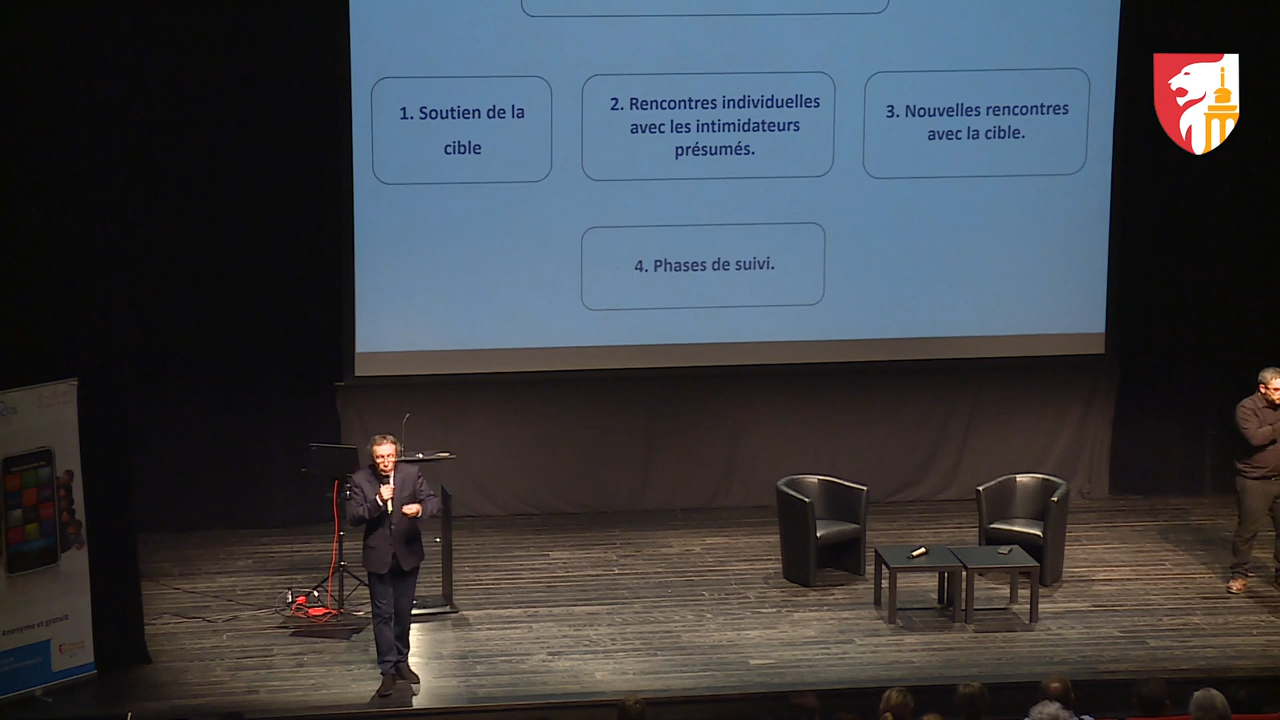 1. Soutien de la
cible
2. Rencontres individuelles
avec les intimidateurs
présumés.
3. Nouvelles rencontres
avec la cible.
4. Phases de suivi.
Anonyme et gratuit